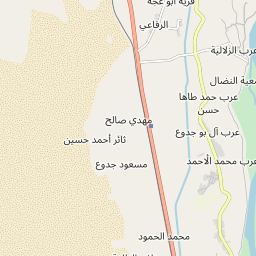 قرية أبو عجة
الرفاعي
عرب الزلالية
عية النضال
عرب حمد طاها
حسن
مهدي صالح
عرب آل بو جدوع
ثائر أحمد حسين
مسعود جدوع
عرب محمد الأحمد
محمد الحمود